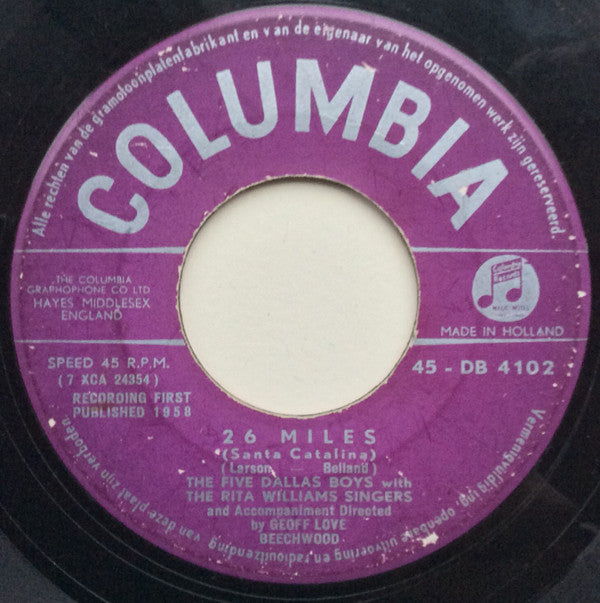 Alle rechten van de gramofoonplatenfabrikant en van de eigenaar van het opgenomen werk zijn gereserveerd.
COLUMBIA
THE COLUMBIA
GRAPHOPHONE CO LTD
HAYES MIDDLESEX
ENGLAND
Columbia
Records
MADE IN HOLLAND
SPEED 45 R.P.M.
(7 XCA 24354)
RECORDING FIRST
PUBLISHED 1958
45 - DB 4102
26 MILES
(Santa Catalina)
(Larson — Belland)
THE FIVE DALLAS BOYS with
THE RITA WILLIAMS SINGERS
and Accompaniment Directed
by GEOFF LOVE
BEECHWOOD
Vermenigvuldiging, openbare uitvoering en radiouitzending van deze plaat zijn verboden.